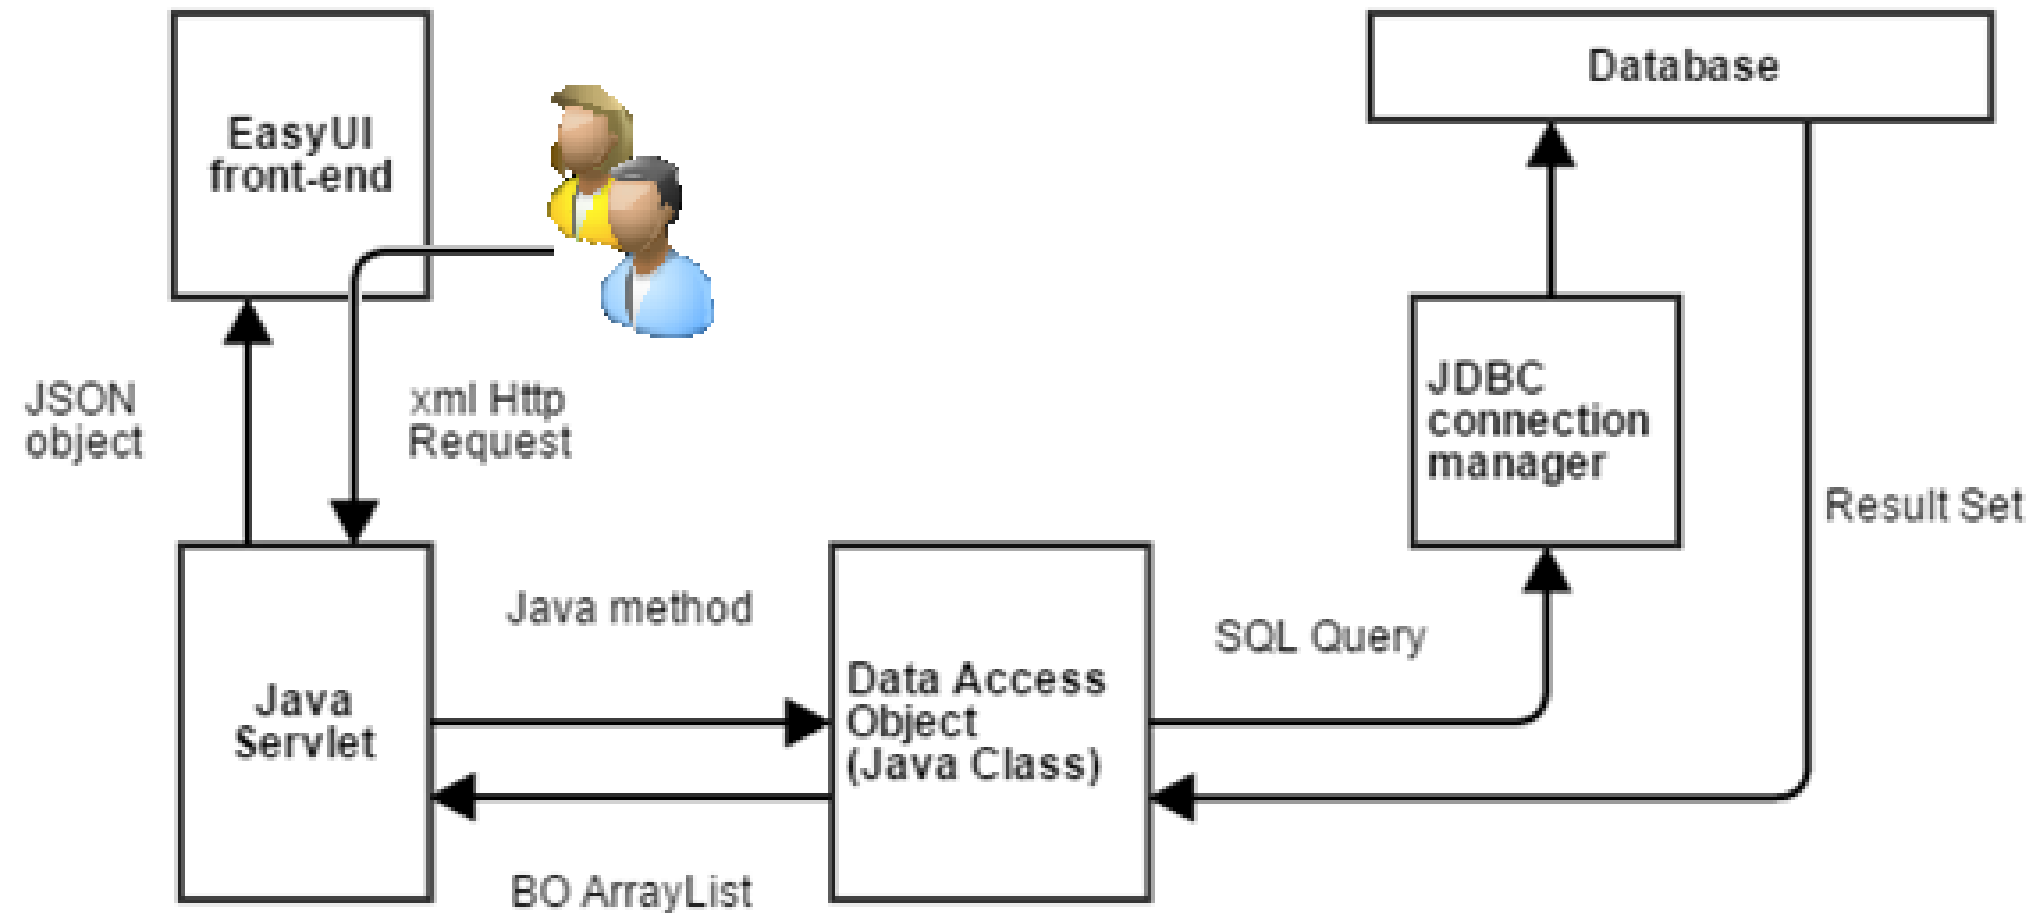 EasyUI
front-end
Database
JSON
object
xml Http
Request
JDBC
connection
manager
Result Set
Java method
SQL Query
Java
Servlet
Data Access
Object
(Java Class)
BO ArrayList